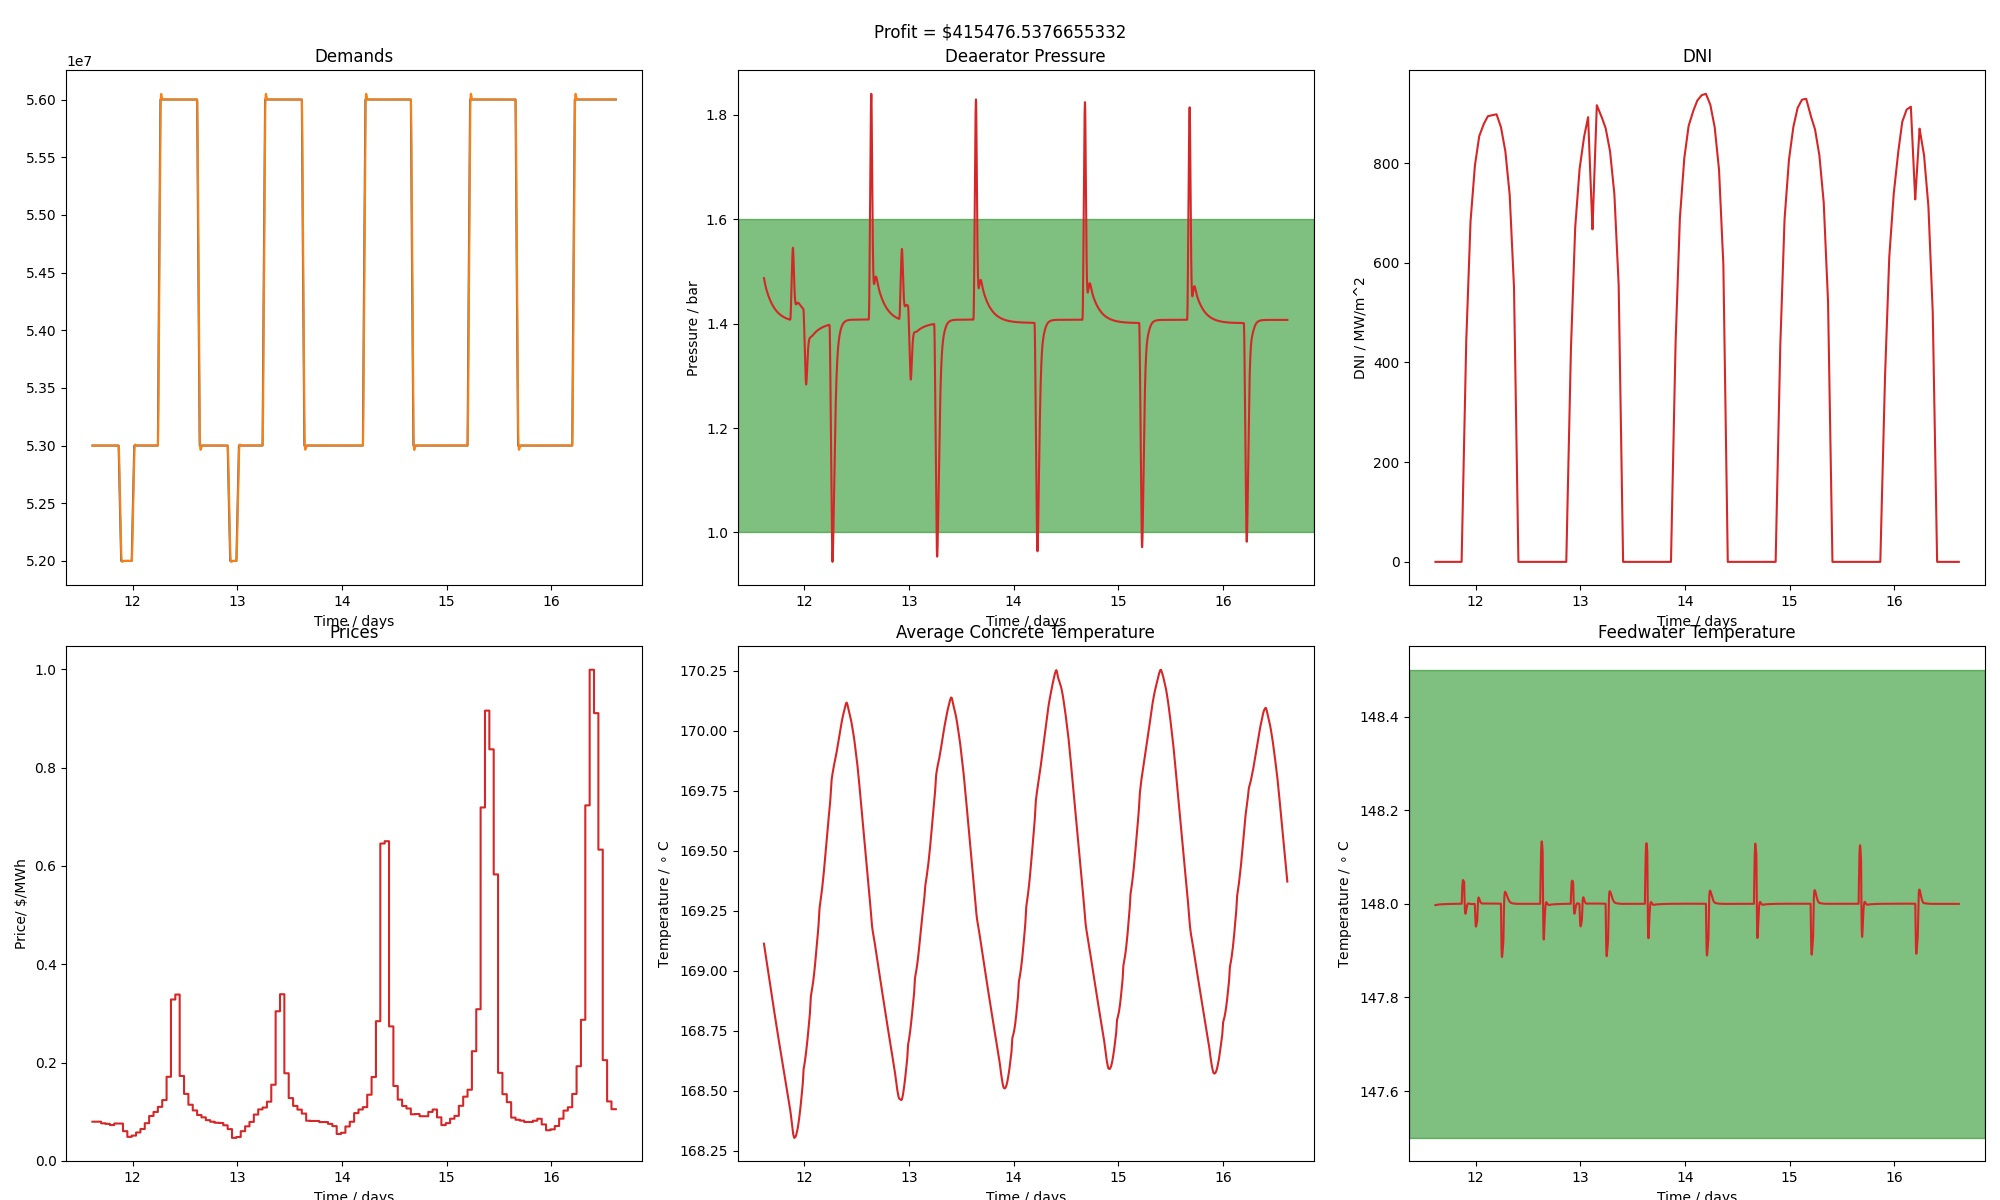 Profit = $415476.5376655332
Demands
1e7
5.60
5.55
5.50
5.45
5.40
5.35
5.30
5.25
5.20
12 13 14 15 16
Time / days
Deaerator Pressure
Pressure / bar
1.8
1.6
1.4
1.2
1.0
12 13 14 15 16
Time / days
DNI
DNI / MW/m^2
800
600
400
200
0
12 13 14 15 16
Time / days
Prices
Price/ $/MWh
1.0
0.8
0.6
0.4
0.2
0.0
12 13 14 15 16
Time / days
Average Concrete Temperature
Temperature / ∘ C
170.25
170.00
169.75
169.50
169.25
169.00
168.75
168.50
168.25
12 13 14 15 16
Time / days
Feedwater Temperature
Temperature / ∘ C
148.4
148.2
148.0
147.8
147.6
12 13 14 15 16
Time / days